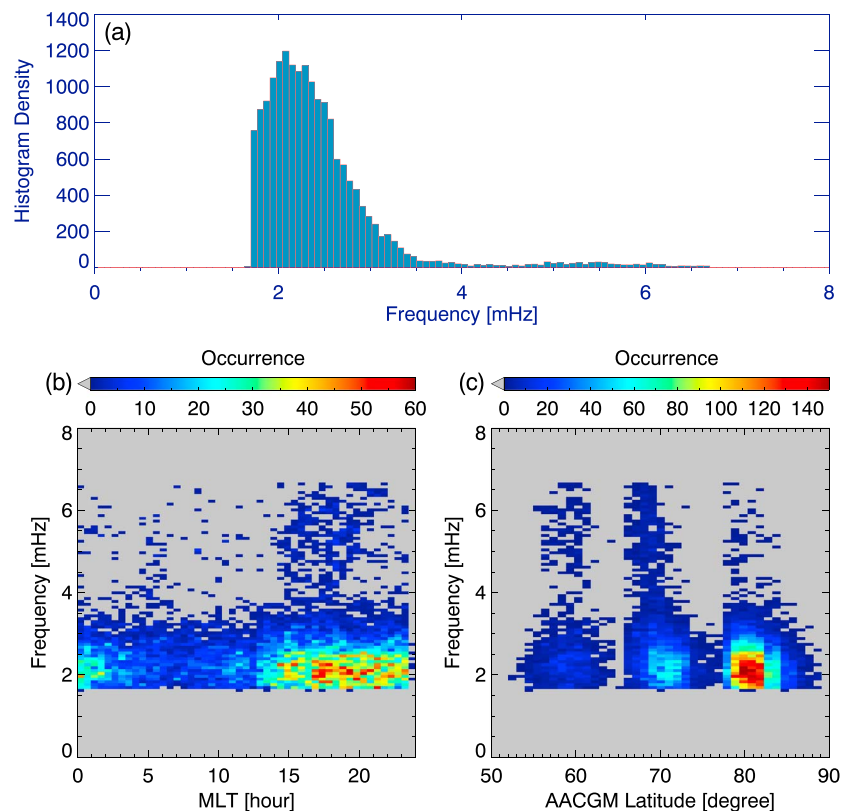 (a)
1400
1200
1000
800
600
400
200
0
Histogram Density
0 2 4 6 8
Frequency [mHz]
Occurrence
(b)
0 10 20 30 40 50 60
8
6
4
2
0
Frequency [mHz]
0 5 10 15 20
MLT [hour]
Occurrence
(c)
0 20 40 60 80 100 120 140
8
6
4
2
0
Frequency [mHz]
50 60 70 80 90
AACGM Latitude [degree]